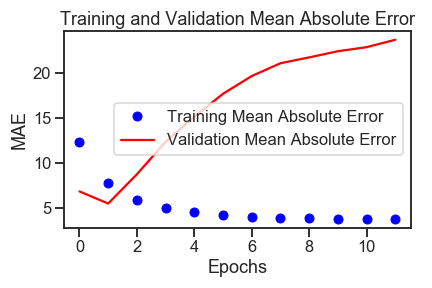 Training and Validation Mean Absolute Error
MAE
20
15
10
5
Training Mean Absolute Error
Validation Mean Absolute Error
0 2 4 6 8 10
Epochs